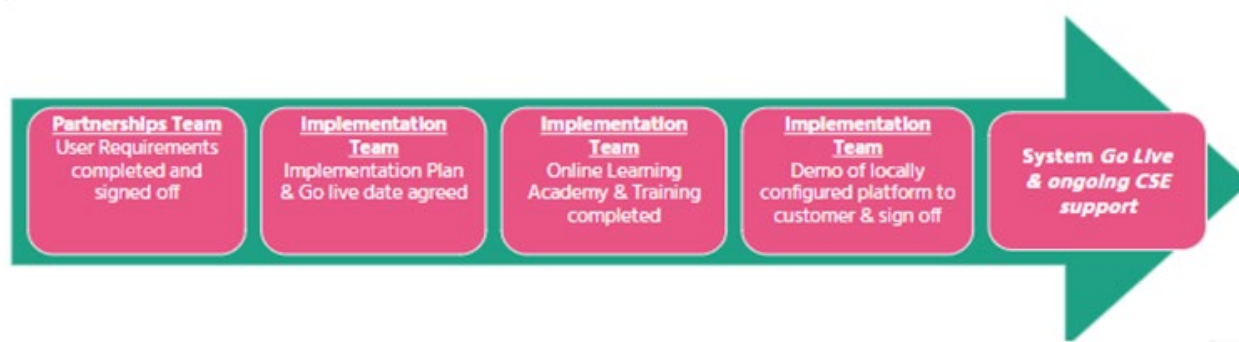 Partnerships Team
User Requirements
completed and
signed off
Implementation
Team
Implementation Plan
& Go live date agreed
Implementation
Team
Online Learning
Academy & Training
completed
Implementation
Team
Demo of locally
configured platform to
customer & sign off
System Go Live
& ongoing CSE
support